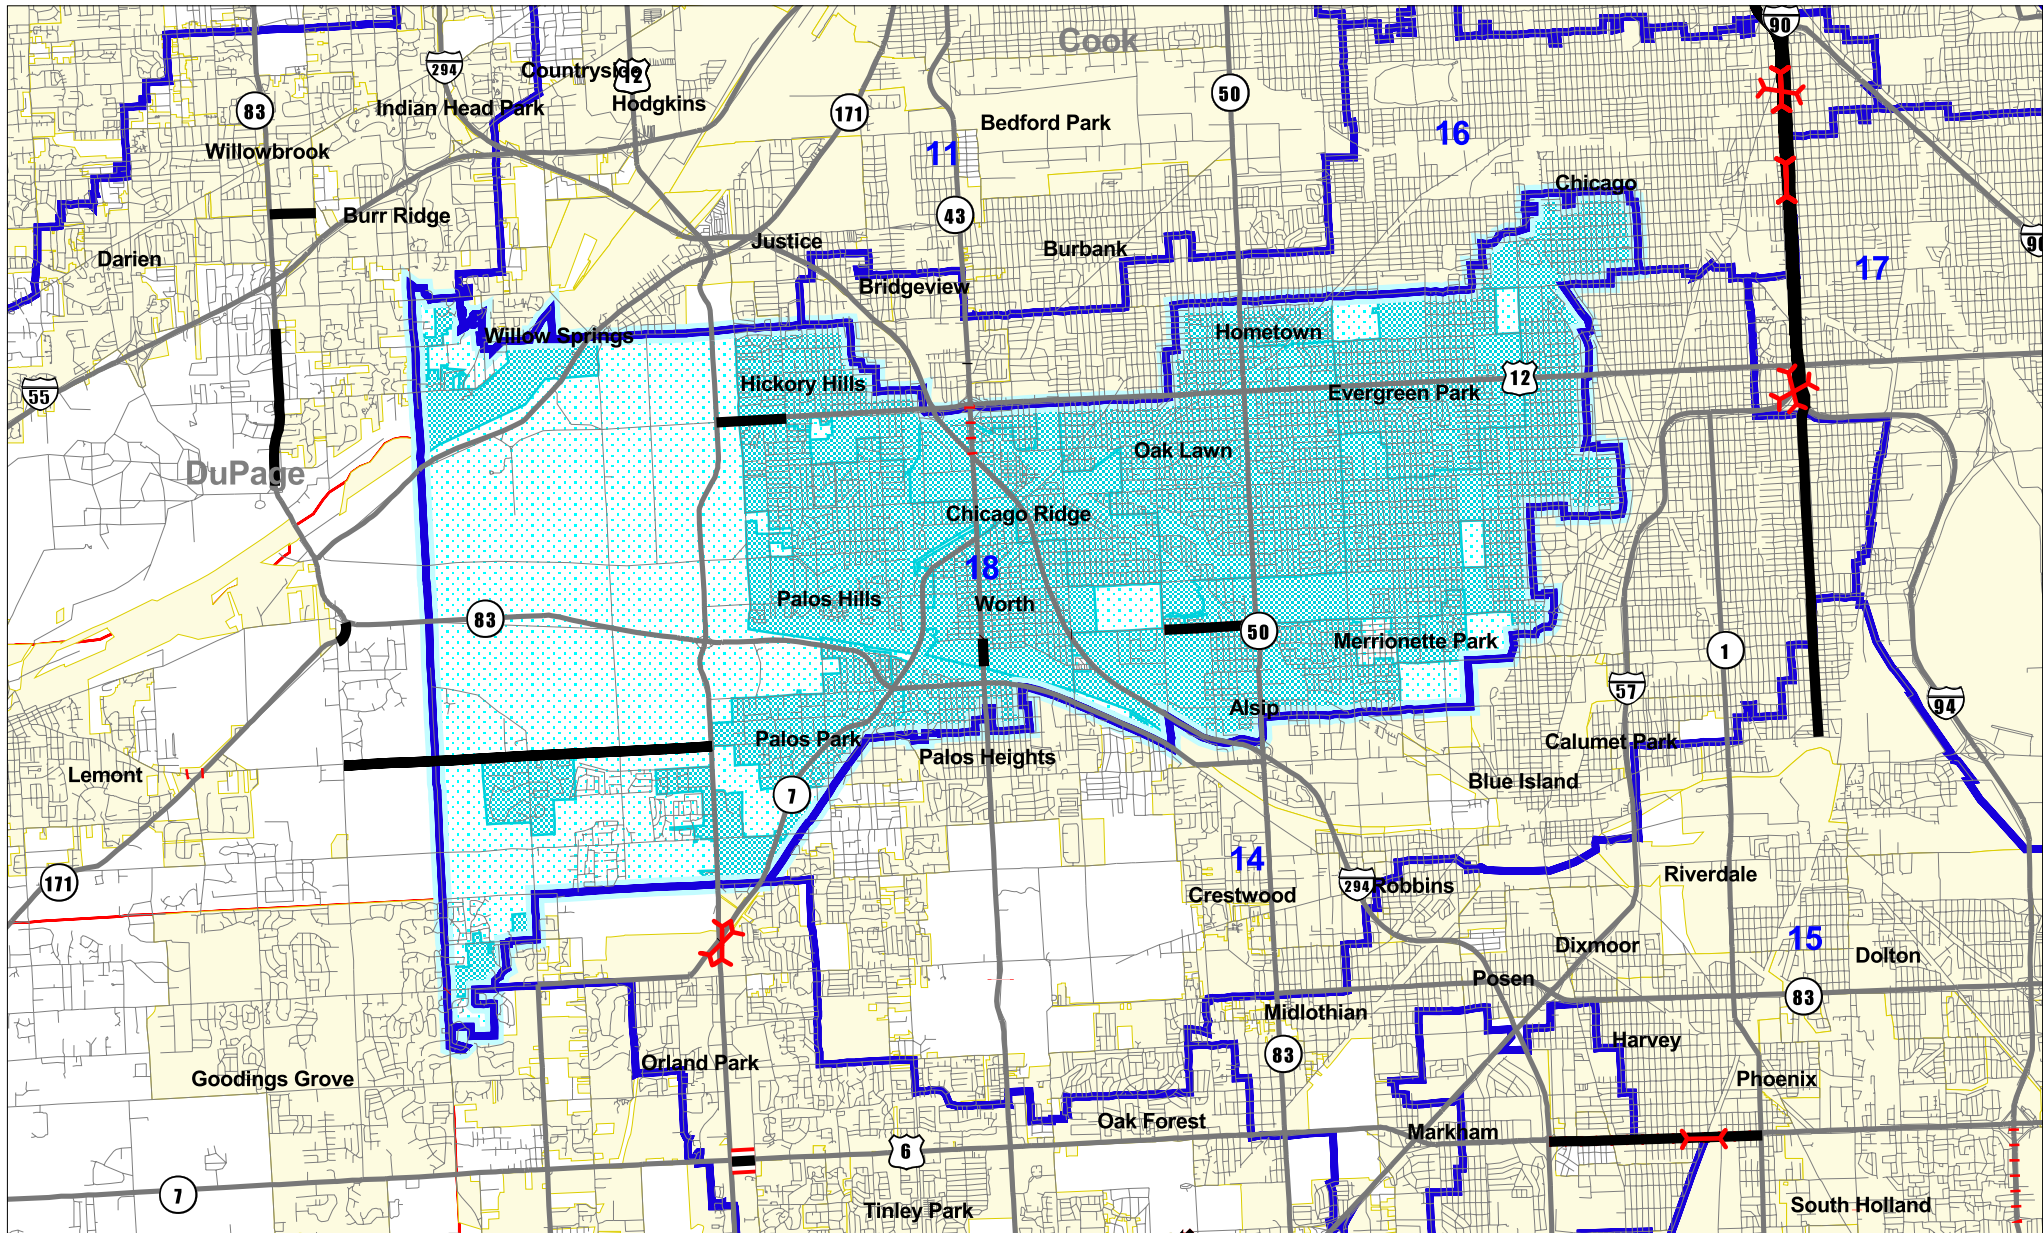 90
Cook
294
Countryside
12
Hodgkins
Indian Head Park
83
171
50
Bedford Park
16
11
Willowbrook
Chicago
Burr Ridge
43
Justice
Burbank
90
Darien
17
Bridgeview
Willow Springs
Hometown
Hickory Hills
12
Evergreen Park
55
Oak Lawn
DuPage
Chicago Ridge
18
Palos Hills
Worth
83
50
Merrionette Park
1
57
Alsip
94
Palos Park
Calumet Park
Palos Heights
Lemont
Blue Island
7
14
171
294
Robbins
Riverdale
Crestwood
15
Dixmoor
Dolton
Posen
83
Midlothian
Harvey
83
Orland Park
Goodings Grove
Phoenix
Oak Forest
Markham
6
7
Tinley Park
South Holland